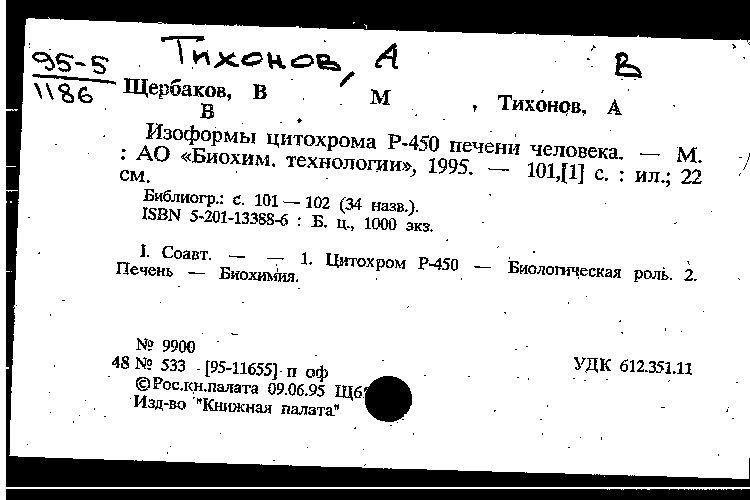 Тихонов, А В
95-5
1186
Щербаков, В М , Тихонов, А
В .
Изоформы цитохрома Р-450 печени человека. — М.
: АО «Биохим. технологии», 1995. — 101,[1] с. : ил.; 22
см.
Библиогр.: с. 101 — 102 (34 назв.).
ISBN 5-201-13388-6 : Б. ц., 1000 экз.
I. Соавт. — — 1. Цитохром Р-450 — Биологическая роль. 2.
Печень — Биохимия.
№ 9900
48 № 533 [95-11655] п оф УДК 612.351.11
©Рос.кн.палата 09.06.95 Щ6
Изд-во "Книжная палата"